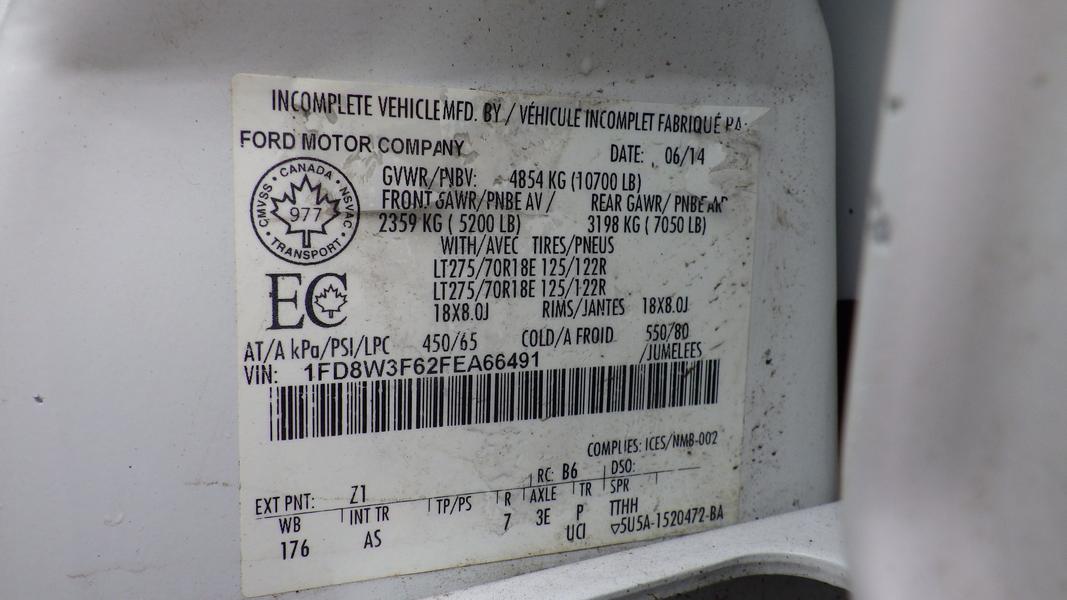 INCOMPLETE VEHICLE MFD. BY / VÉHICULE INCOMPLET FABRIQUÉ PA
FORD MOTOR COMPANY
DATE: 06/14
GVWR/PNBV: 4854 KG (10700 LB)
FRONT GAWR/PNBE AV / REAR GAWR/ PNBE AR
2359 KG ( 5200 LB) 3198 KG ( 7050 LB)
WITH/AVEC TIRES/PNEUS
LT275/70R18E 125/122R
LT275/70R18E 125/122R
18X8.0J RIMS/JANTES 18X8.0J
CANADA NSVAC TRANSPORT CMVSS
977
EC
AT/A kPa/PSI/LPC 450/65 COLD/A FROID 550/80
/JUMELEES
VIN: 1FD8W3F62FEA66491
COMPLIES: ICES/NMB-002
RC: B6 DSO:
EXT PNT: Z1
WB INT TR TP/PS R AXLE TR SPR
176 AS 7 3E P TTHH
UCI ▽5U5A-1520472-BA